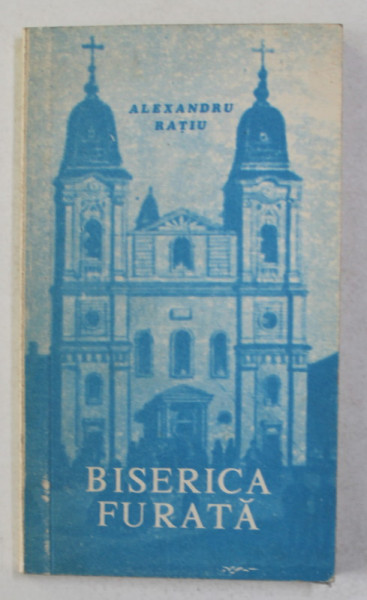 ALEXANDRU
RAȚIU
BISERICA
FURATĂ